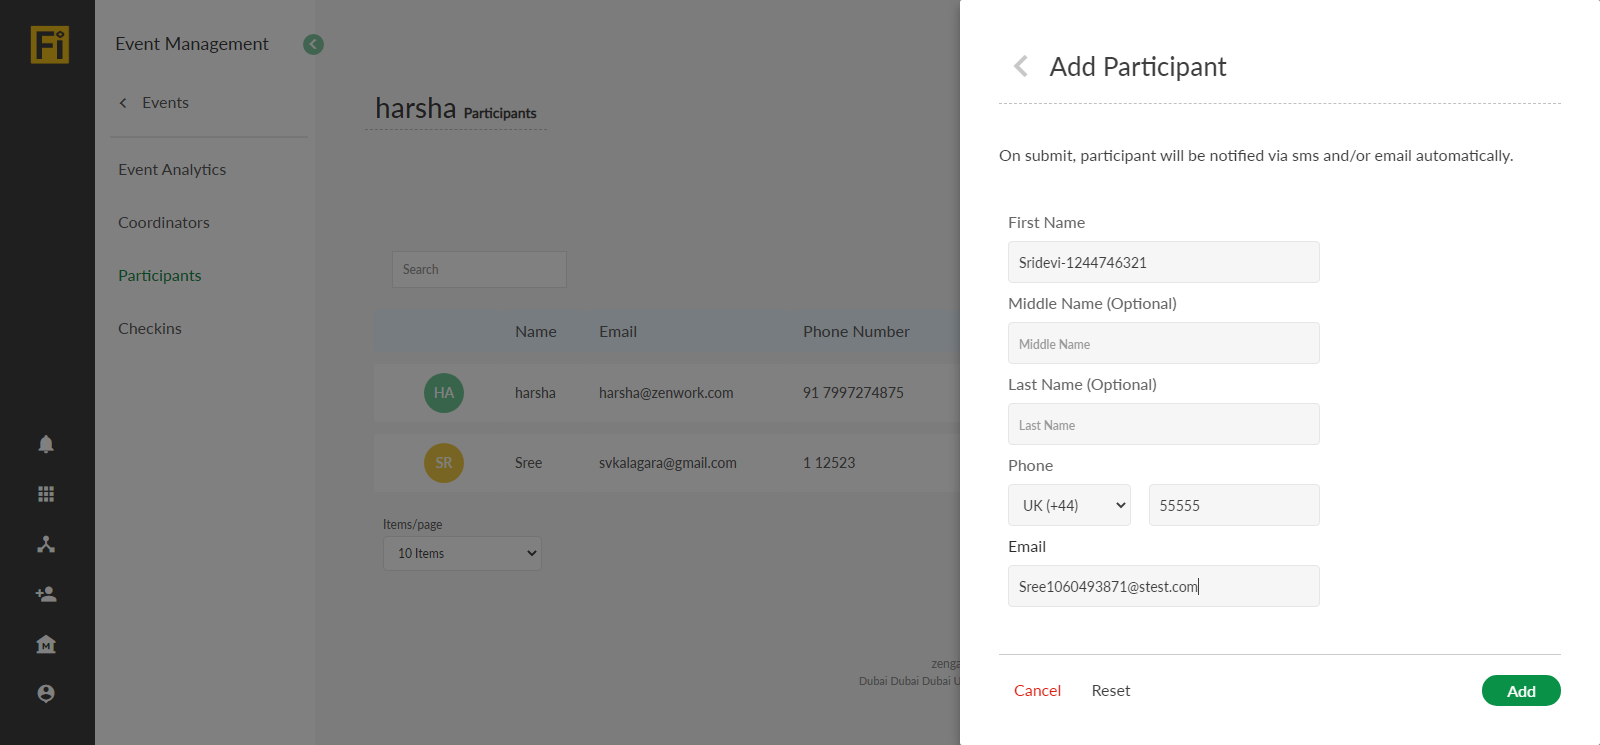 Fi
Event Management
Events
Event Analytics
Coordinators
Participants
Checkins
harsha Participants
Search
Name Email Phone Number
HA harsha harsha@zenwork.com 91 7997274875
SR Sree svkalagara@gmail.com 1 12523
Items/page
10 Items
zenga
Dubai Dubai Dubai U
M
Add Participant
On submit, participant will be notified via sms and/or email automatically.
First Name
Sridevi-1244746321
Middle Name (Optional)
Middle Name
Last Name (Optional)
Last Name
Phone
UK (+44) 55555
Email
Sree1060493871@stest.com
Cancel Reset Add